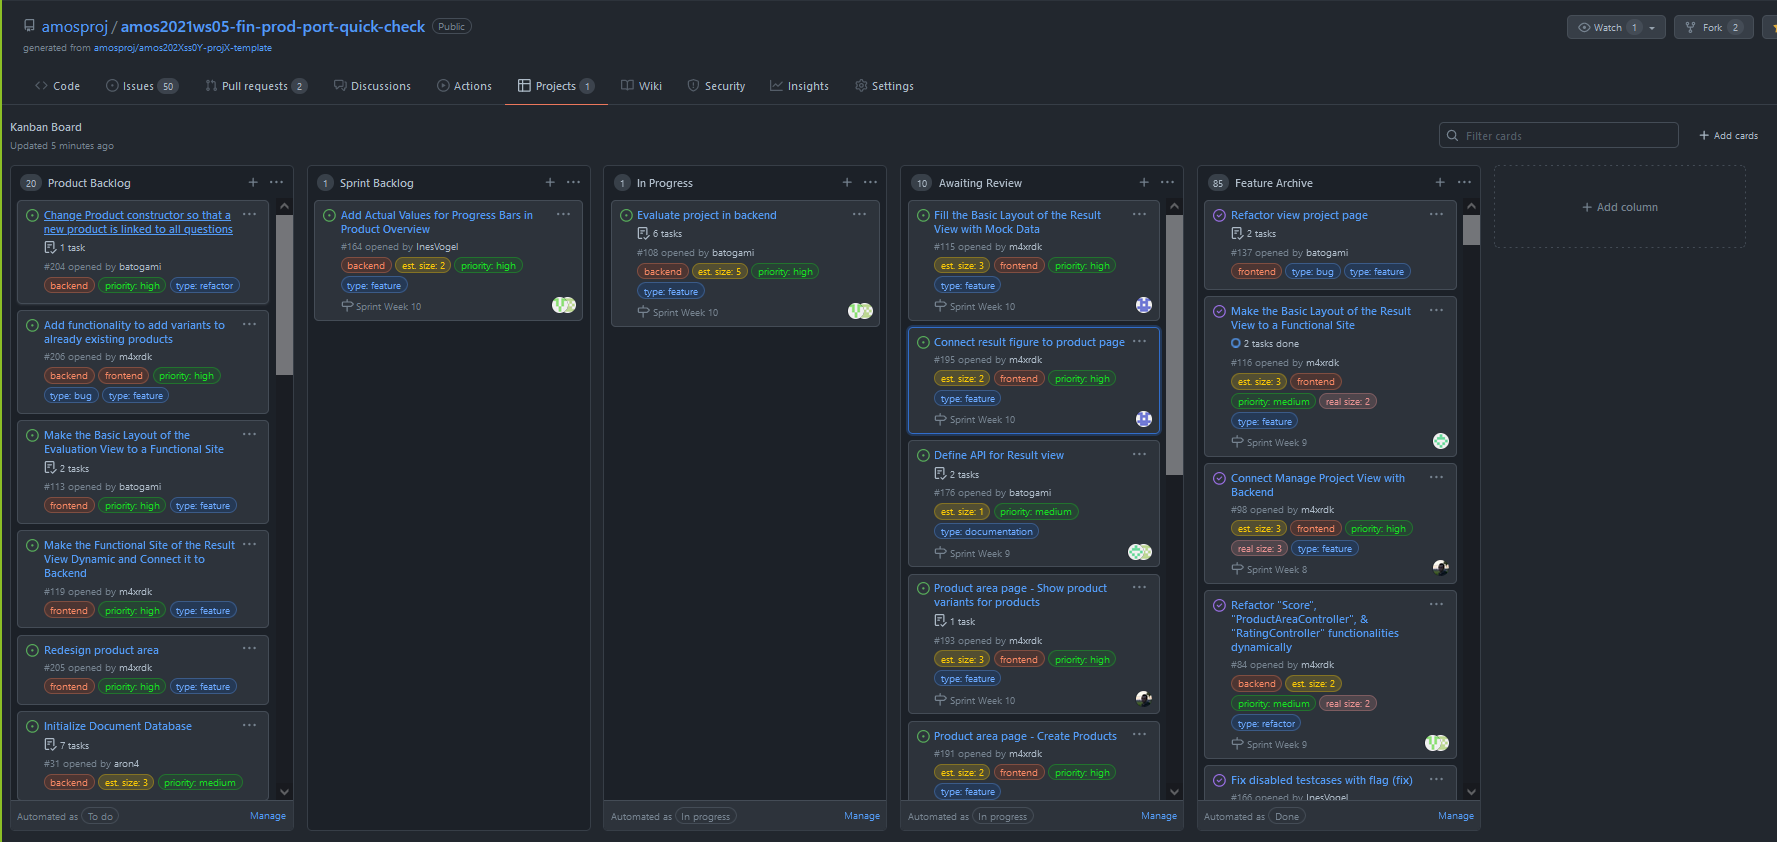 amosproj / amos2021ws05-fin-prod-port-quick-check Public
generated from amosproj/amos202Xss0Y-projX-template
Watch 1
Fork 2
Code
Issues 50
Pull requests 2
Discussions
Actions
Projects 1
Wiki
Security
Insights
Settings
Kanban Board
Updated 5 minutes ago
Filter cards
+ Add cards
20 Product Backlog
Change Product constructor so that a
new product is linked to all questions
1 task
#204 opened by batogami
backend priority: high type: refactor
Add functionality to add variants to
already existing products
#206 opened by m4xrdk
backend frontend priority: high
type: bug type: feature
Make the Basic Layout of the
Evaluation View to a Functional Site
2 tasks
#113 opened by batogami
frontend priority: high type: feature
Make the Functional Site of the Result
View Dynamic and Connect it to
Backend
#119 opened by m4xrdk
frontend priority: high type: feature
Redesign product area
#205 opened by m4xrdk
frontend priority: high type: feature
Initialize Document Database
7 tasks
#31 opened by aron4
backend est. size: 3 priority: medium
Automated as To do
Manage
1 Sprint Backlog
Add Actual Values for Progress Bars in
Product Overview
#164 opened by InesVogel
backend est. size: 2 priority: high
type: feature
Sprint Week 10
1 In Progress
Evaluate project in backend
6 tasks
#108 opened by batogami
backend est. size: 5 priority: high
type: feature
Sprint Week 10
Automated as In progress
Manage
10 Awaiting Review
Fill the Basic Layout of the Result
View with Mock Data
#115 opened by m4xrdk
est. size: 3 frontend priority: high
type: feature
Sprint Week 10
Connect result figure to product page
#195 opened by m4xrdk
est. size: 2 frontend priority: high
type: feature
Sprint Week 10
Define API for Result view
2 tasks
#176 opened by batogami
est. size: 1 priority: medium
type: documentation
Sprint Week 9
Product area page - Show product
variants for products
1 task
#193 opened by m4xrdk
est. size: 3 frontend priority: high
type: feature
Sprint Week 10
Product area page - Create Products
#191 opened by m4xrdk
est. size: 2 frontend priority: high
type: feature
Automated as In progress
Manage
85 Feature Archive
Refactor view project page
2 tasks
#137 opened by batogami
frontend type: bug type: feature
Make the Basic Layout of the Result
View to a Functional Site
2 tasks done
#116 opened by m4xrdk
est. size: 3 frontend
priority: medium real size: 2
type: feature
Sprint Week 9
Connect Manage Project View with
Backend
#98 opened by m4xrdk
est. size: 3 frontend priority: high
real size: 3 type: feature
Sprint Week 8
Refactor "Score",
"ProductAreaController", &
"RatingController" functionalities
dynamically
#84 opened by m4xrdk
backend est. size: 2
priority: medium real size: 2
type: refactor
Sprint Week 9
Fix disabled testcases with flag (fix)
#166 opened by InesVogel
Automated as Done
Manage
+ Add column